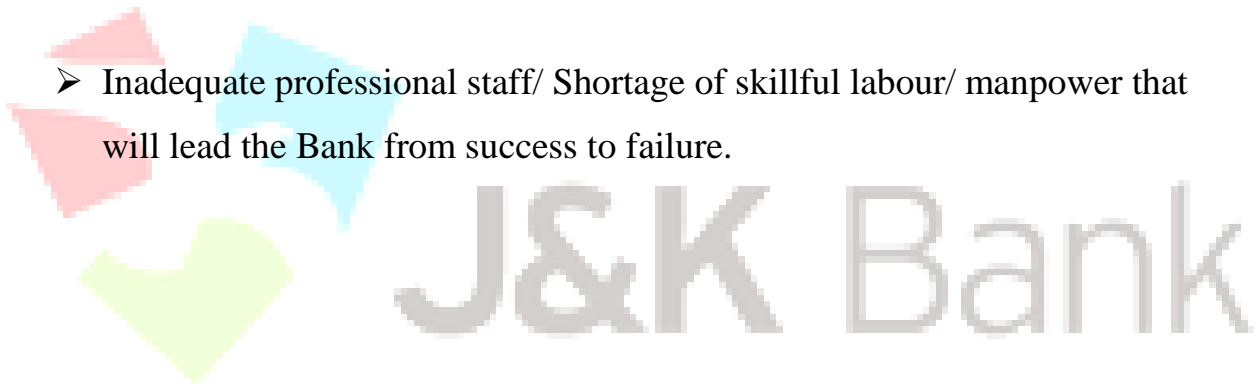 ➢ Inadequate professional staff/ Shortage of skillful labour/ manpower that
will lead the Bank from success to failure.
J&K Bank